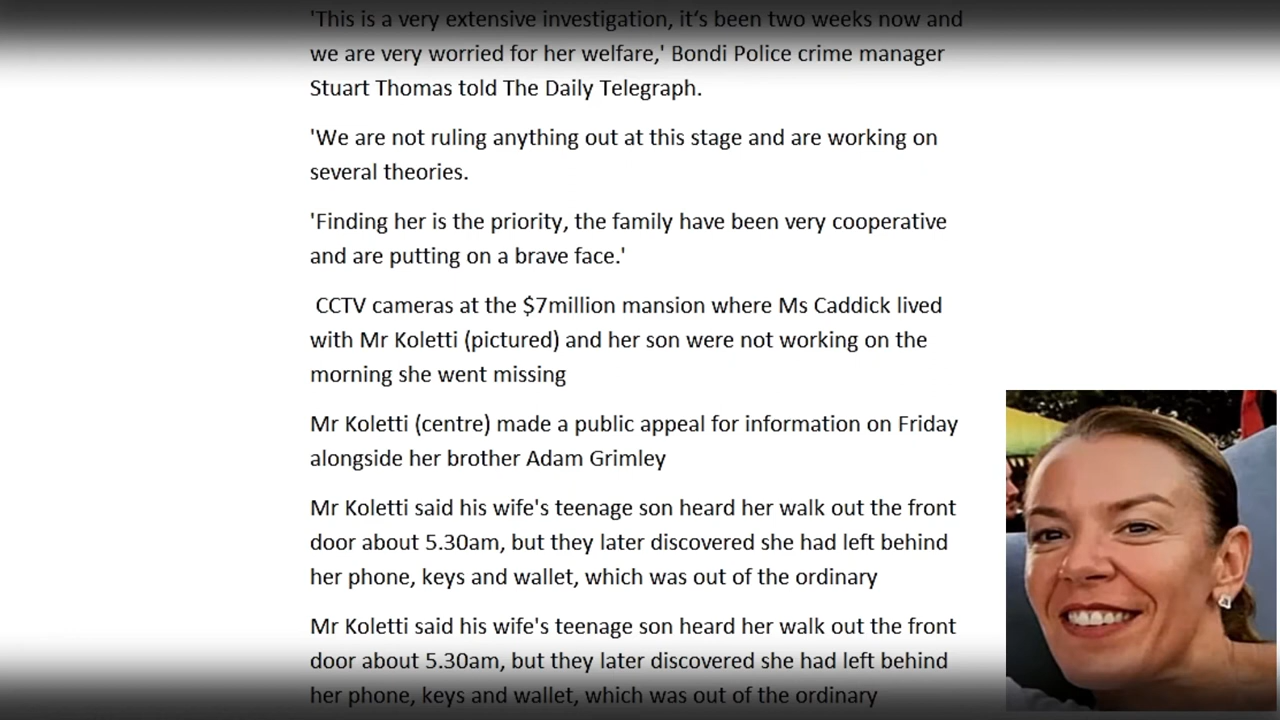 'This is a very extensive investigation, it‘s been two weeks now and
we are very worried for her welfare,' Bondi Police crime manager
Stuart Thomas told The Daily Telegraph.
'We are not ruling anything out at this stage and are working on
several theories.
'Finding her is the priority, the family have been very cooperative
and are putting on a brave face.'
CCTV cameras at the $7million mansion where Ms Caddick lived
with Mr Koletti (pictured) and her son were not working on the
morning she went missing
Mr Koletti (centre) made a public appeal for information on Friday
alongside her brother Adam Grimley
Mr Koletti said his wife's teenage son heard her walk out the front
door about 5.30am, but they later discovered she had left behind
her phone, keys and wallet, which was out of the ordinary
Mr Koletti said his wife's teenage son heard her walk out the front
door about 5.30am, but they later discovered she had left behind
her phone, keys and wallet, which was out of the ordinary